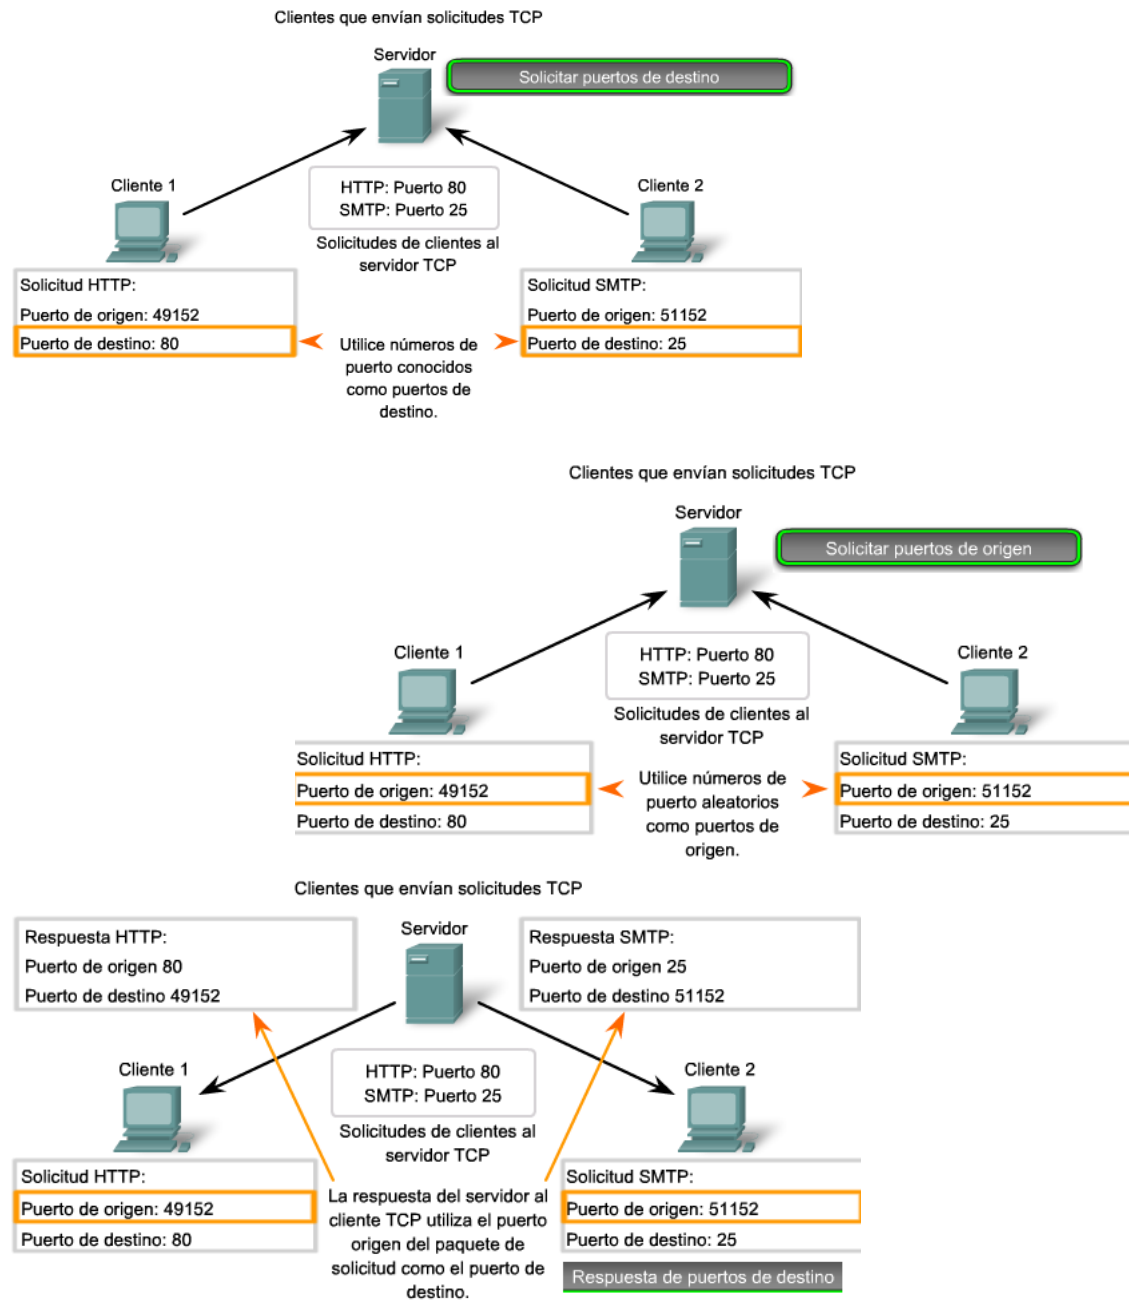 Clientes que envían solicitudes TCP
Servidor
Solicitar puertos de destino
Cliente 1
HTTP: Puerto 80
SMTP: Puerto 25
Cliente 2
Solicitudes de clientes al
servidor TCP
Solicitud HTTP:
Puerto de origen: 49152
Puerto de destino: 80
Utilice números de
puerto conocidos
como puertos de
destino.
Solicitud SMTP:
Puerto de origen: 51152
Puerto de destino: 25
Clientes que envían solicitudes TCP
Servidor
Solicitar puertos de origen
Cliente 1
HTTP: Puerto 80
SMTP: Puerto 25
Cliente 2
Solicitudes de clientes al
servidor TCP
Solicitud HTTP:
Puerto de origen: 49152
Puerto de destino: 80
Utilice números de
puerto aleatorios
como puertos de
origen.
Solicitud SMTP:
Puerto de origen: 51152
Puerto de destino: 25
Clientes que envían solicitudes TCP
Respuesta HTTP:
Puerto de origen 80
Puerto de destino 49152
Servidor
Respuesta SMTP:
Puerto de origen 25
Puerto de destino 51152
Cliente 1
HTTP: Puerto 80
SMTP: Puerto 25
Cliente 2
Solicitudes de clientes al
servidor TCP
Solicitud HTTP:
Puerto de origen: 49152
Puerto de destino: 80
La respuesta del servidor al
cliente TCP utiliza el puerto
origen del paquete de
solicitud como el puerto de
destino.
Solicitud SMTP:
Puerto de origen: 51152
Puerto de destino: 25
Respuesta de puertos de destino